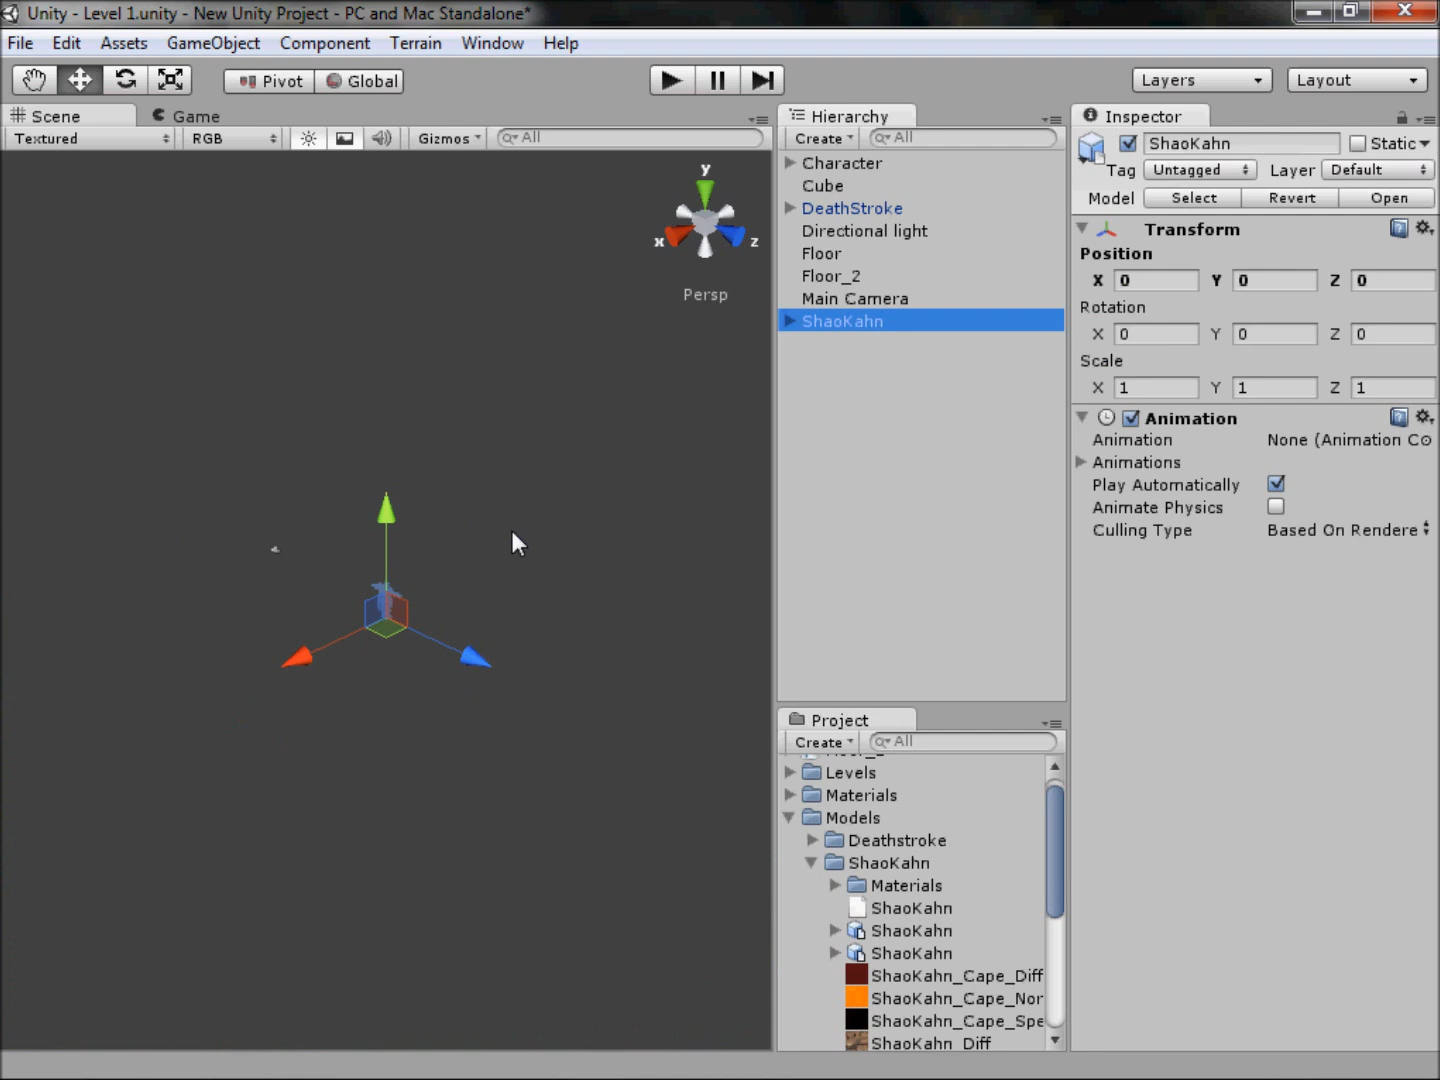 Unity - Level 1.unity - New Unity Project - PC and Mac Standalone*
File Edit Assets GameObject Component Terrain Window Help
Pivot Global Layers Layout
Scene Game
Textured RGB Gizmos All
y
x z
Persp
Hierarchy
Create All
Character
Cube
DeathStroke
Directional light
Floor
Floor_2
Main Camera
ShaoKahn
Project
Create All
Levels
Materials
Models
Deathstroke
ShaoKahn
Materials
ShaoKahn
ShaoKahn
ShaoKahn
ShaoKahn_Cape_Diff
ShaoKahn_Cape_Nor
ShaoKahn_Cape_Spe
ShaoKahn_Diff
Inspector
ShaoKahn Static
Tag Untagged Layer Default
Model Select Revert Open
Transform
Position
X 0 Y 0 Z 0
Rotation
X 0 Y 0 Z 0
Scale
X 1 Y 1 Z 1
Animation
Animation None (Animation Co
Animations
Play Automatically
Animate Physics
Culling Type Based On Rendere